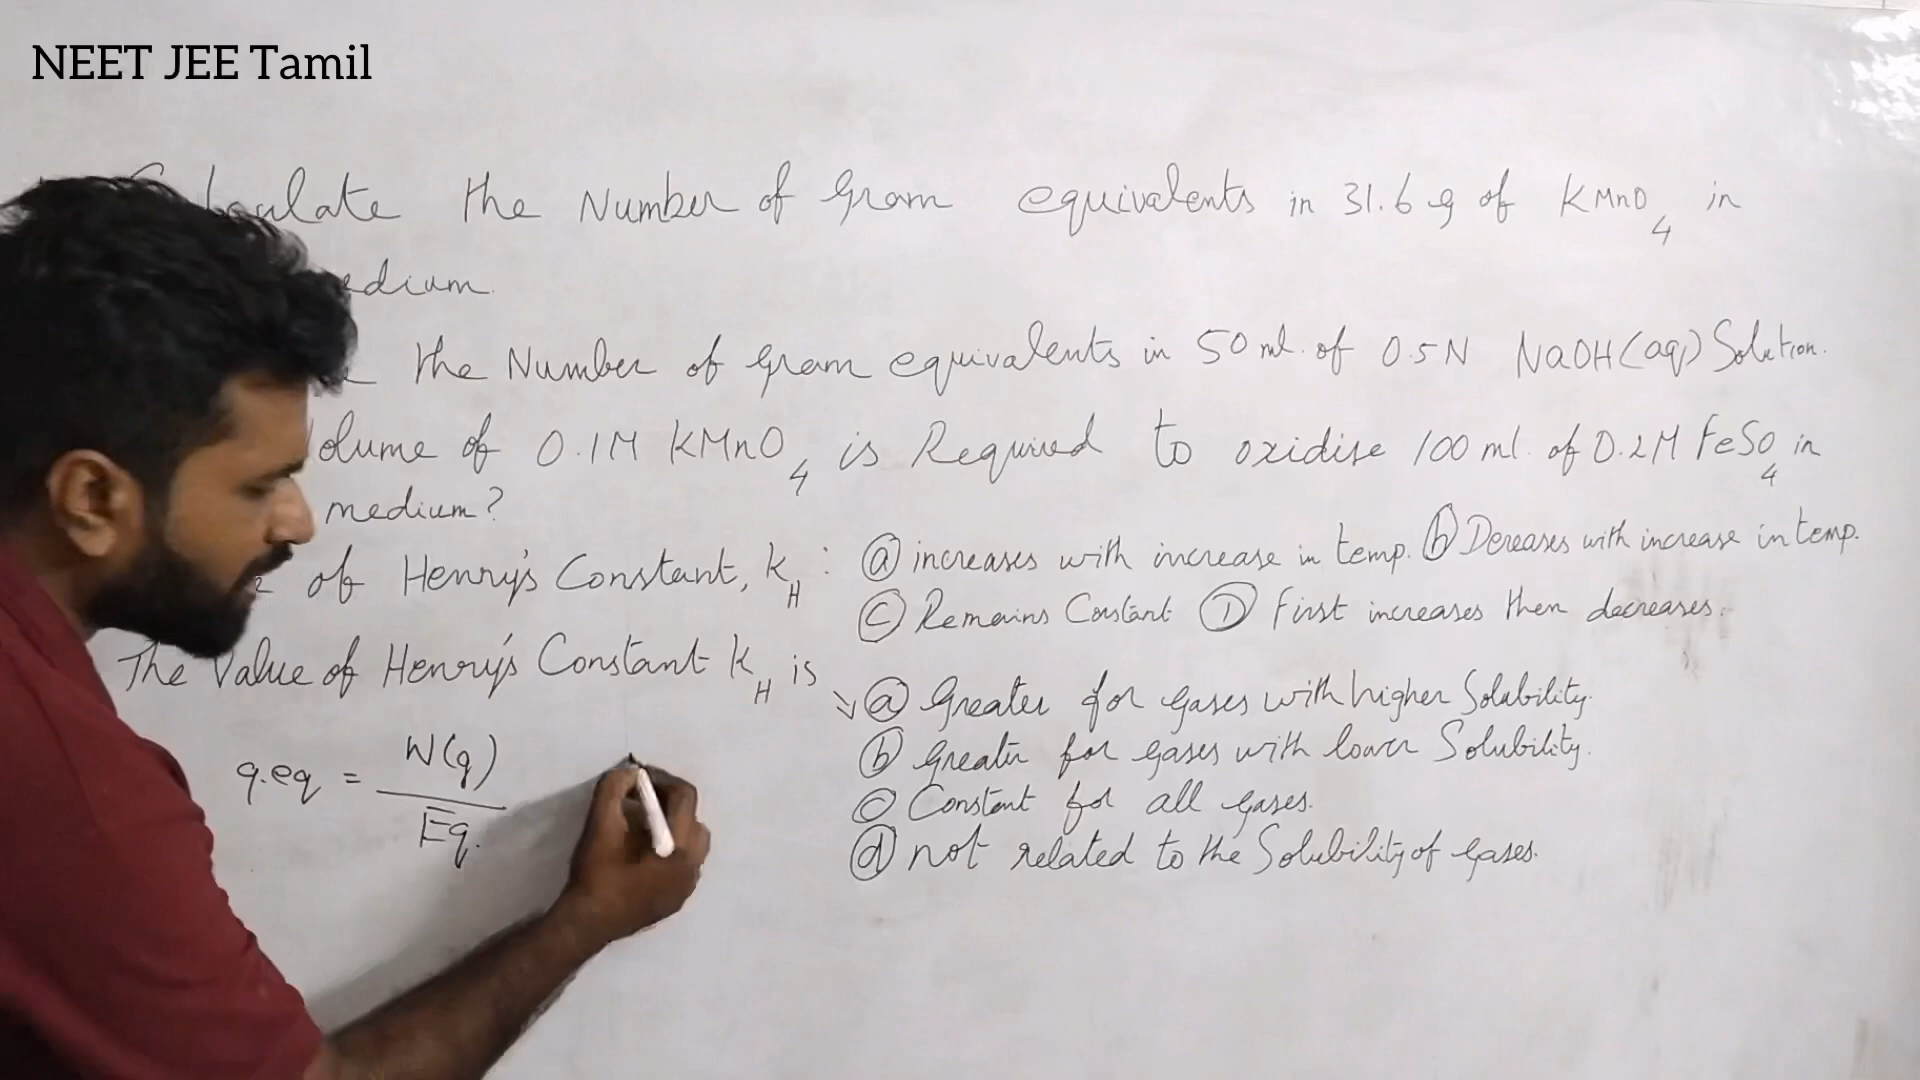 NEET JEE Tamil
the Number of Gram equivalents in 31.6 g of KMnO4 in
medium.
the Number of Gram equivalents in 50 ml. of 0.5N NaOH(aq) Solution.
of 0.1M KMnO4 is Required to oxidise 100 ml. of 0.2M FeSO4 in
medium?
of Henry's Constant, KH : (a) increases with increase in temp. (b) Dereases with increase in temp.
(c) Remains Constant (D) First increases then decreases.
The Value of Henry's Constant KH is
(a) Greater for gases with higher Solubility.
(b) Greater for gases with lower Solubility.
(c) Constant for all gases.
(d) not related to the Solubility of gases.
g.eq = W(g)
Eq.